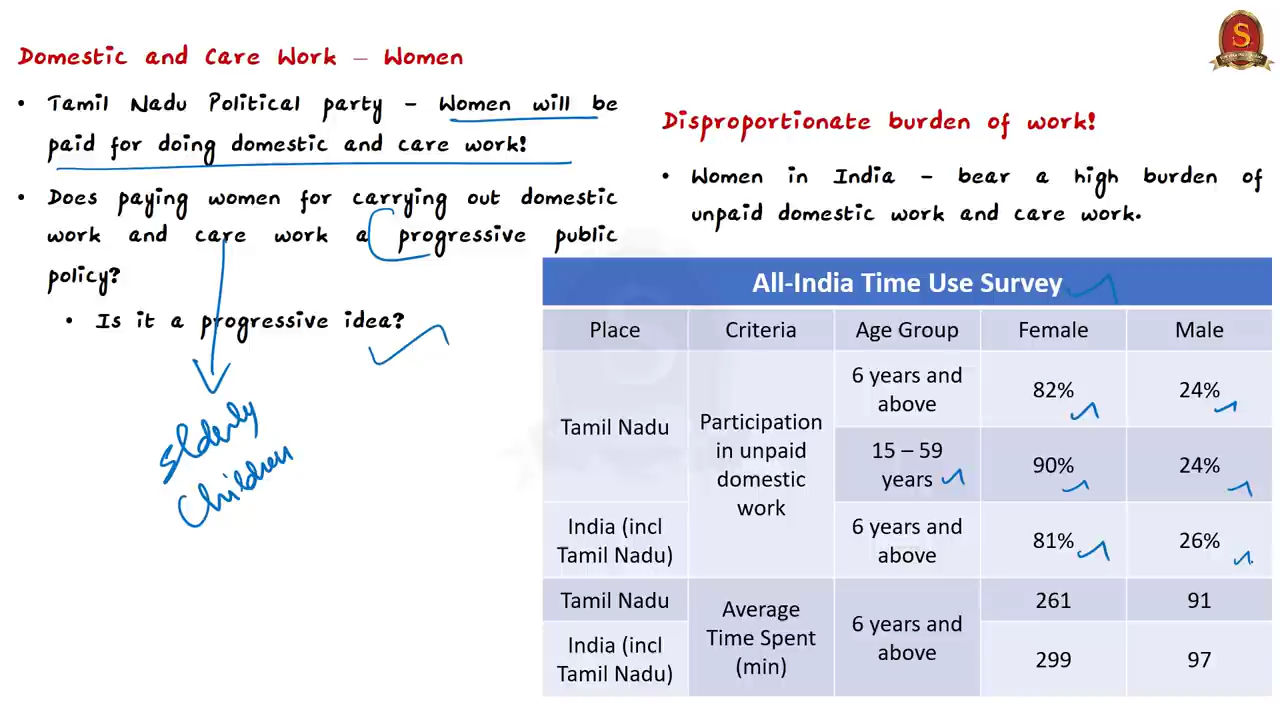 Domestic and Care Work – Women
• Tamil Nadu Political party – Women will be
paid for doing domestic and care work!
• Does paying women for carrying out domestic
work and care work a progressive public
policy?
• Is it a progressive idea?
Elderly
Children
S
Disproportionate burden of work!
• Women in India – bear a high burden of
unpaid domestic work and care work.
All-India Time Use Survey
Place Criteria Age Group Female Male
Tamil Nadu
Participation
in unpaid
domestic
work
6 years and
above
82% 24%
15 – 59
years
90% 24%
India (incl
Tamil Nadu)
6 years and
above
81% 26%
Tamil Nadu
Average
Time Spent
(min)
6 years and
above
261 91
India (incl
Tamil Nadu)
299 97